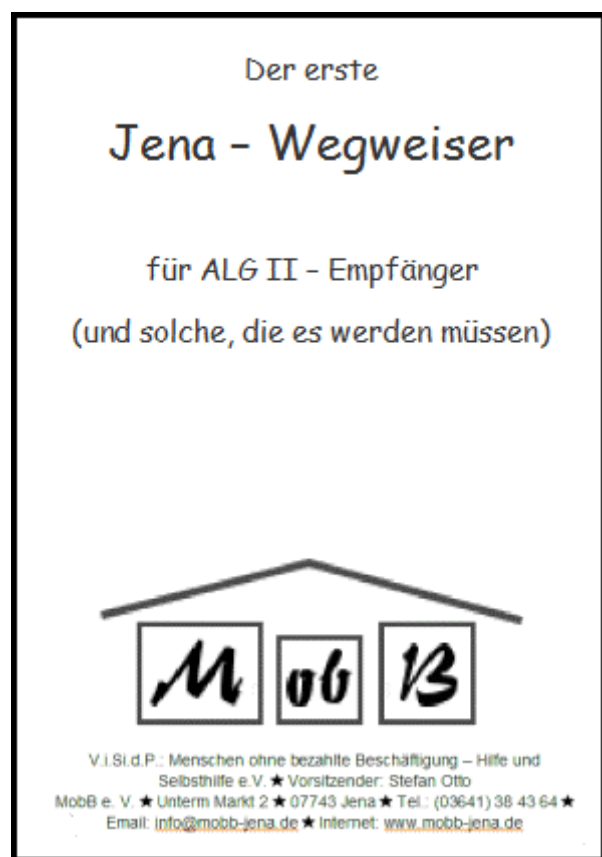 Der erste
Jena – Wegweiser
für ALG II – Empfänger
(und solche, die es werden müssen)
M ob B
V.i.Si.d.P.: Menschen ohne bezahlte Beschäftigung – Hilfe und
Selbsthilfe e.V. ★ Vorsitzender: Stefan Otto
MobB e. V. ★ Unterm Markt 2 ★ 07743 Jena ★ Tel.: (03641) 38 43 64 ★
Email: info@mobb-jena.de ★ Internet: www.mobb-jena.de